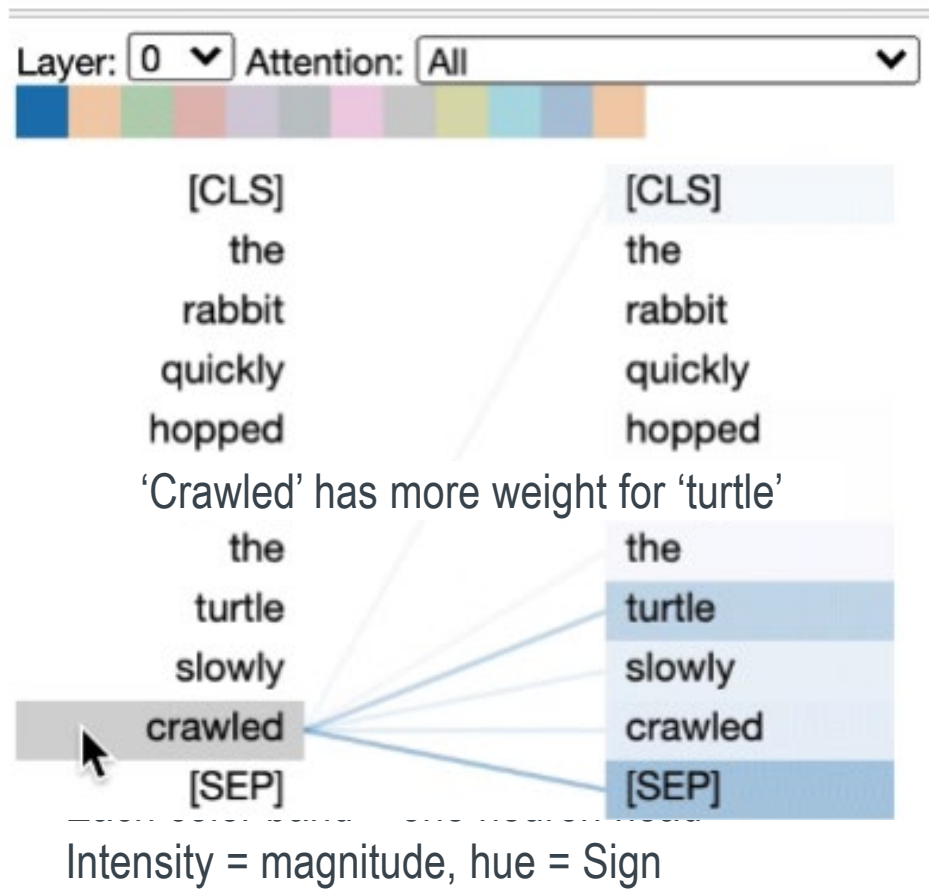 Layer: 0 Attention: All
[CLS] [CLS]
the the
rabbit rabbit
quickly quickly
hopped hopped
‘Crawled’ has more weight for ‘turtle’
the the
turtle turtle
slowly slowly
crawled crawled
[SEP] [SEP]
Intensity = magnitude, hue = Sign